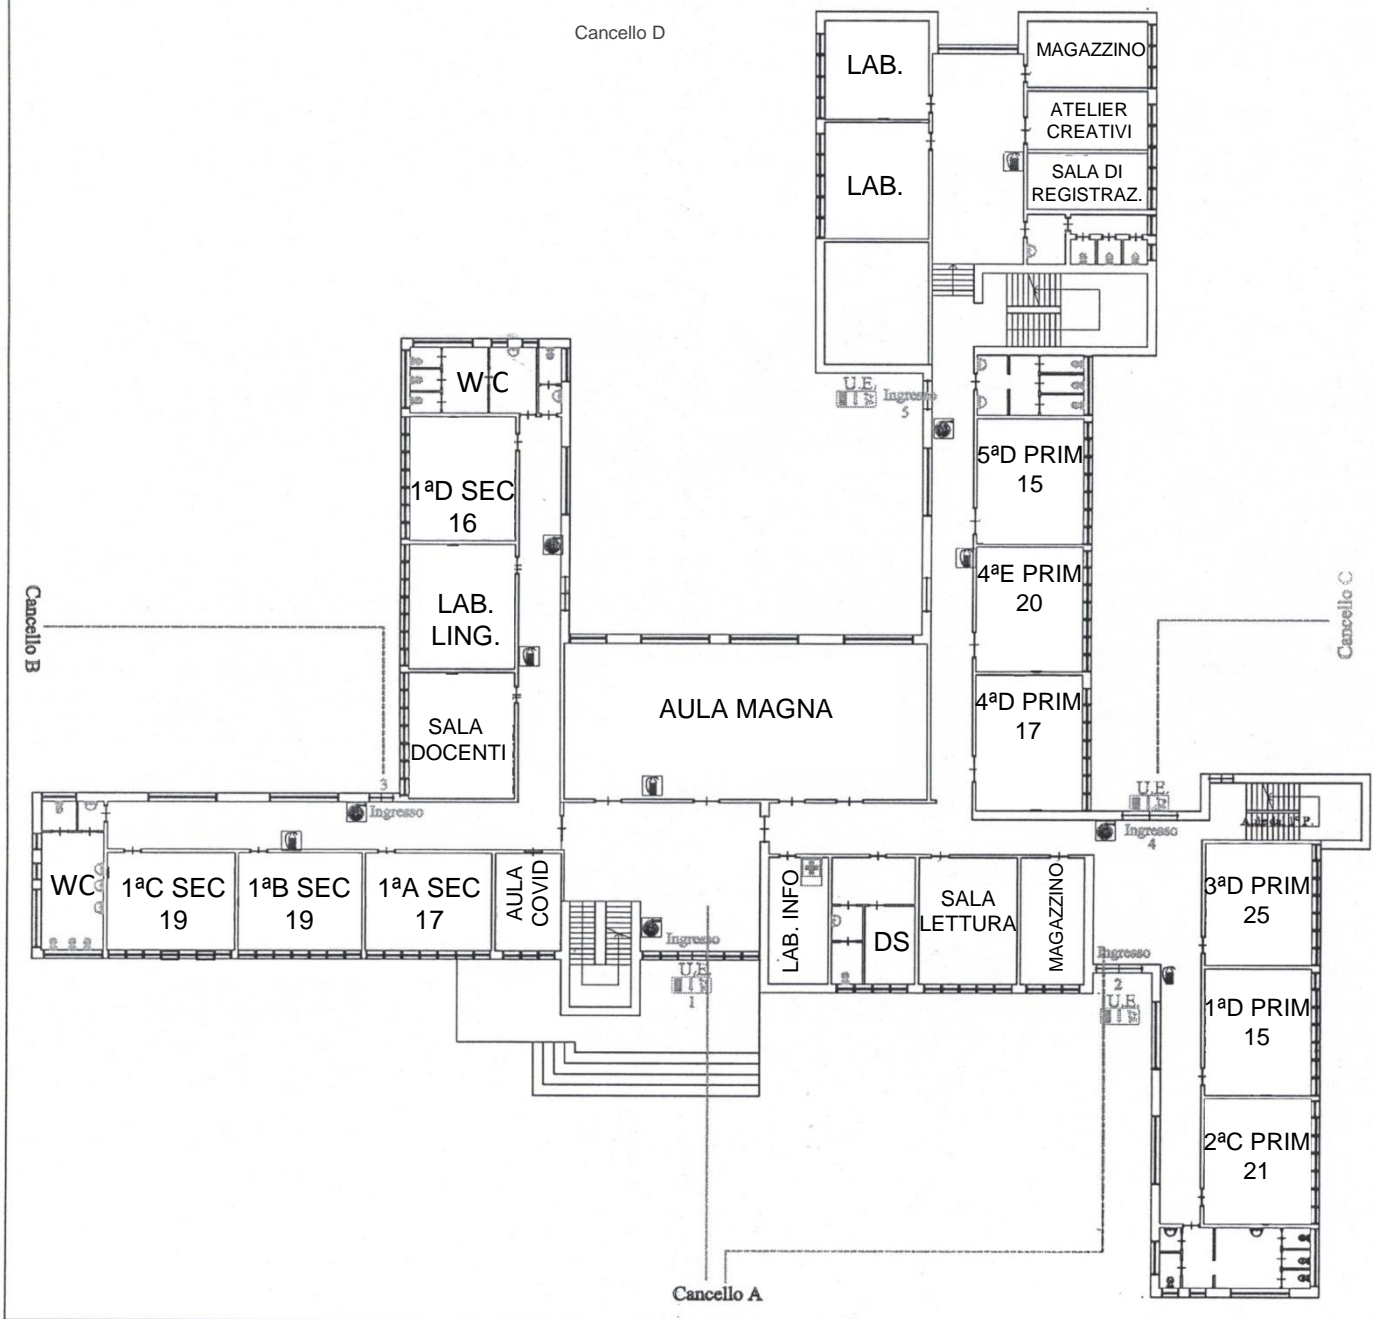 Cancello D
LAB.
MAGAZZINO
ATELIER
CREATIVI
LAB.
SALA DI
REGISTRAZ.
WC
U.E.
Ingresso
5
1ªD SEC
16
5ªD PRIM
15
LAB.
LING.
4ªE PRIM
20
Cancello B
Cancello C
SALA
DOCENTI
AULA MAGNA
4ªD PRIM
17
3
Ingresso
U.E.
Ingresso
4
WC
1ªC SEC
19
1ªB SEC
19
1ªA SEC
17
AULA
COVID
LAB. INFO
DS
SALA
LETTURA
MAGAZZINO
3ªD PRIM
25
Ingresso
U.E.
1
Ingresso
2
U.E.
1ªD PRIM
15
2ªC PRIM
21
Cancello A